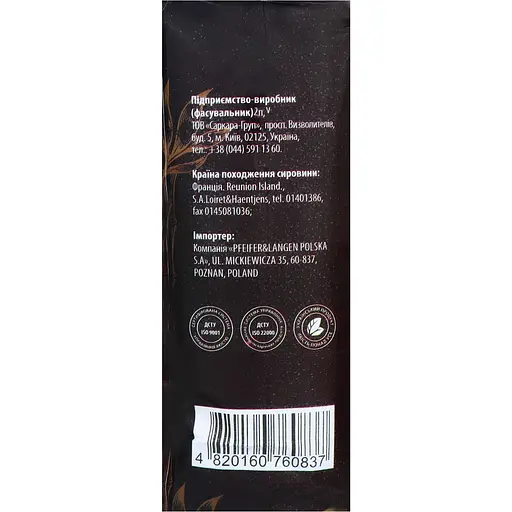 Підприємство-виробник
(фасувальник)2п,V
ТОВ «Саркара-Груп», просп. Визволителів,
буд. 5, м. Київ, 02125, Україна,
тел.: +38 (044) 591 13 60.
Країна походження сировини:
Франція. Reunion Island.,
S.A.Loiret&Haentjens, tel. 01401386,
fax 0145081036;
Імпортер:
Компанія «PFEIFER&LANGEN POLSKA
S.A», UL. MICKIEWICZA 35, 60-837,
POZNAN, POLAND
ДСТУ
ISO 9001
ДСТУ
ISO 22000
4 820160 760837